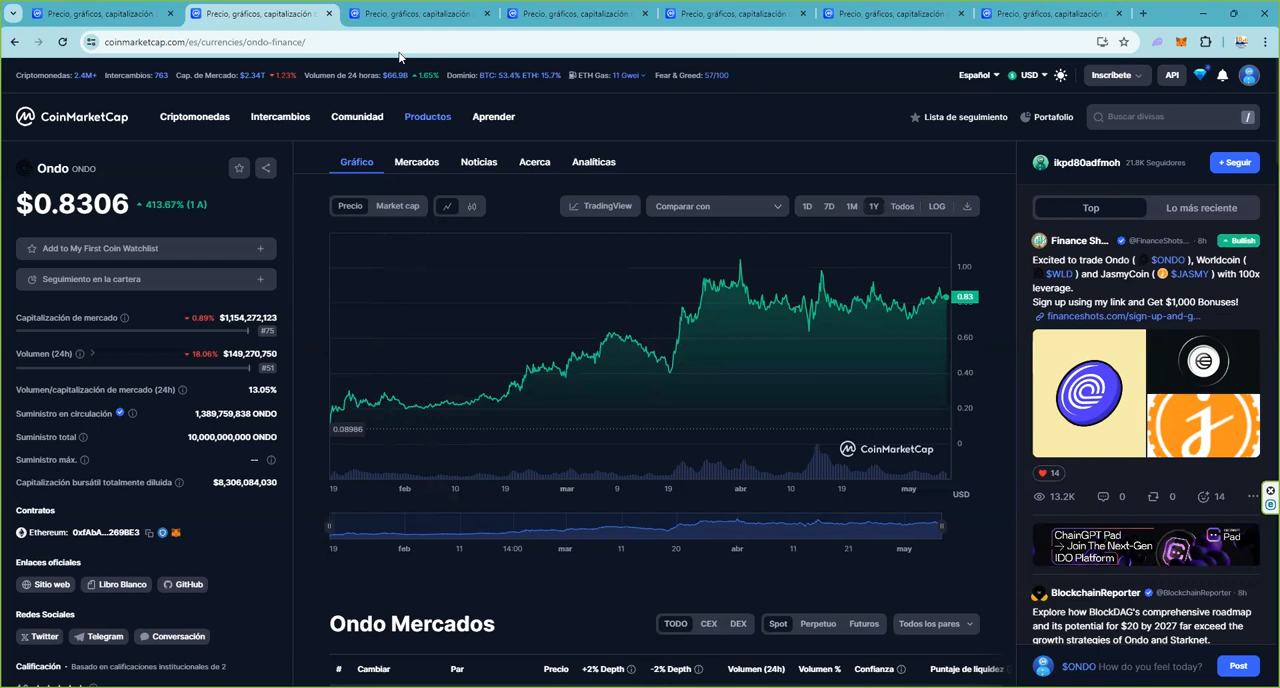 Precio, gráficos, capitalización
Precio, gráficos, capitalización
Precio, gráficos, capitalización
Precio, gráficos, capitalización
Precio, gráficos, capitalización
Precio, gráficos, capitalización
Precio, gráficos, capitalización
coinmarketcap.com/es/currencies/ondo-finance/
Criptomonedas: 2.4M+ Intercambios: 763 Cap. de Mercado: $2.34T 1.23% Volumen de 24 horas: $66.9B 1.65% Dominio: BTC: 53.4% ETH: 15.7% ETH Gas: 11 Gwei Fear & Greed: 57/100
Español USD Inscríbete API
CoinMarketCap
Criptomonedas Intercambios Comunidad Productos Aprender
Lista de seguimiento Portafolio Buscar divisas /
Ondo ONDO
$0.8306 413.67% (1 A)
Add to My First Coin Watchlist +
Seguimiento en la cartera +
Capitalización de mercado 0.89% $1,154,272,123
#75
Volumen (24h) 18.06% $149,270,750
#51
Volumen/capitalización de mercado (24h) 13.05%
Suministro en circulación 1,389,759,838 ONDO
Suministro total 10,000,000,000 ONDO
Suministro máx. --
Capitalización bursátil totalmente diluida $8,306,084,030
Contratos
Ethereum: 0xfAbA...269BE3
Enlaces oficiales
Sitio web Libro Blanco GitHub
Redes Sociales
Twitter Telegram Conversación
Calificación · Basado en calificaciones institucionales de 2
Gráfico Mercados Noticias Acerca Analíticas
Precio Market cap
TradingView Comparar con 1D 7D 1M 1Y Todos LOG
1.00
0.83
0.60
0.40
0.20
0
0.08986
CoinMarketCap
19 feb 10 19 mar 9 19 abr 10 19 may
USD
19 feb 11 14:00 mar 11 20 abr 11 21 may
Ondo Mercados
TODO CEX DEX Spot Perpetuo Futuros Todos los pares
# Cambiar Par Precio +2% Depth -2% Depth Volumen (24h) Volumen % Confianza Puntaje de liquidez
ikpd80adfmoh 21.8K Seguidores + Seguir
Top Lo más reciente
Finance Sh... @FinanceShots... · 8h Bullish
Excited to trade Ondo ( $ONDO ), Worldcoin (
$WLD ) and JasmyCoin ( $JASMY ) with 100x
leverage.
Sign up using my link and Get $1,000 Bonuses!
financeshots.com/sign-up-and-g...
14
13.2K 0 0 14 ...
ChainGPT Pad
→ Join The Next-Gen
IDO Platform
Pad
BlockchainReporter @BlockchainReporter · 8h
Explore how BlockDAG's comprehensive roadmap
and its potential for $20 by 2027 far exceed the
growth strategies of Ondo and Starknet.
$ONDO How do you feel today? Post